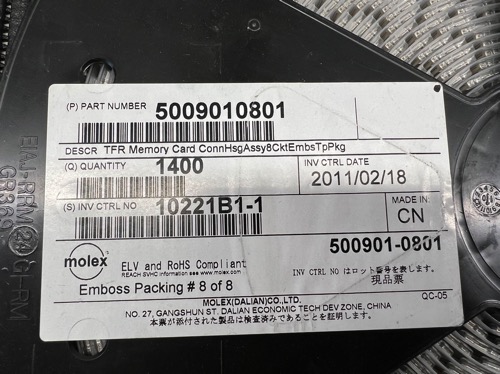 (P) PART NUMBER 5009010801
DESCR TFR Memory Card ConnHsgAssy8CktEmbsTpPkg
(Q) QUANTITY 1400
INV CTRL DATE
2011/02/18
(S) INV CTRL NO 10221B1-1
MADE IN:
CN
500901-0801
molex
ELV and RoHS Compliant
REACH SVHC information see www.molex.com
INV CTRL NO はロット番号を表します。
現品票
Emboss Packing # 8 of 8
MOLEX(DALIAN)CO.,LTD.
NO. 27, GANGSHUN ST. DALIAN ECONOMIC TECH DEV ZONE, CHINA
本票が添付された製品は検査済みであることを証明します。
QC-05